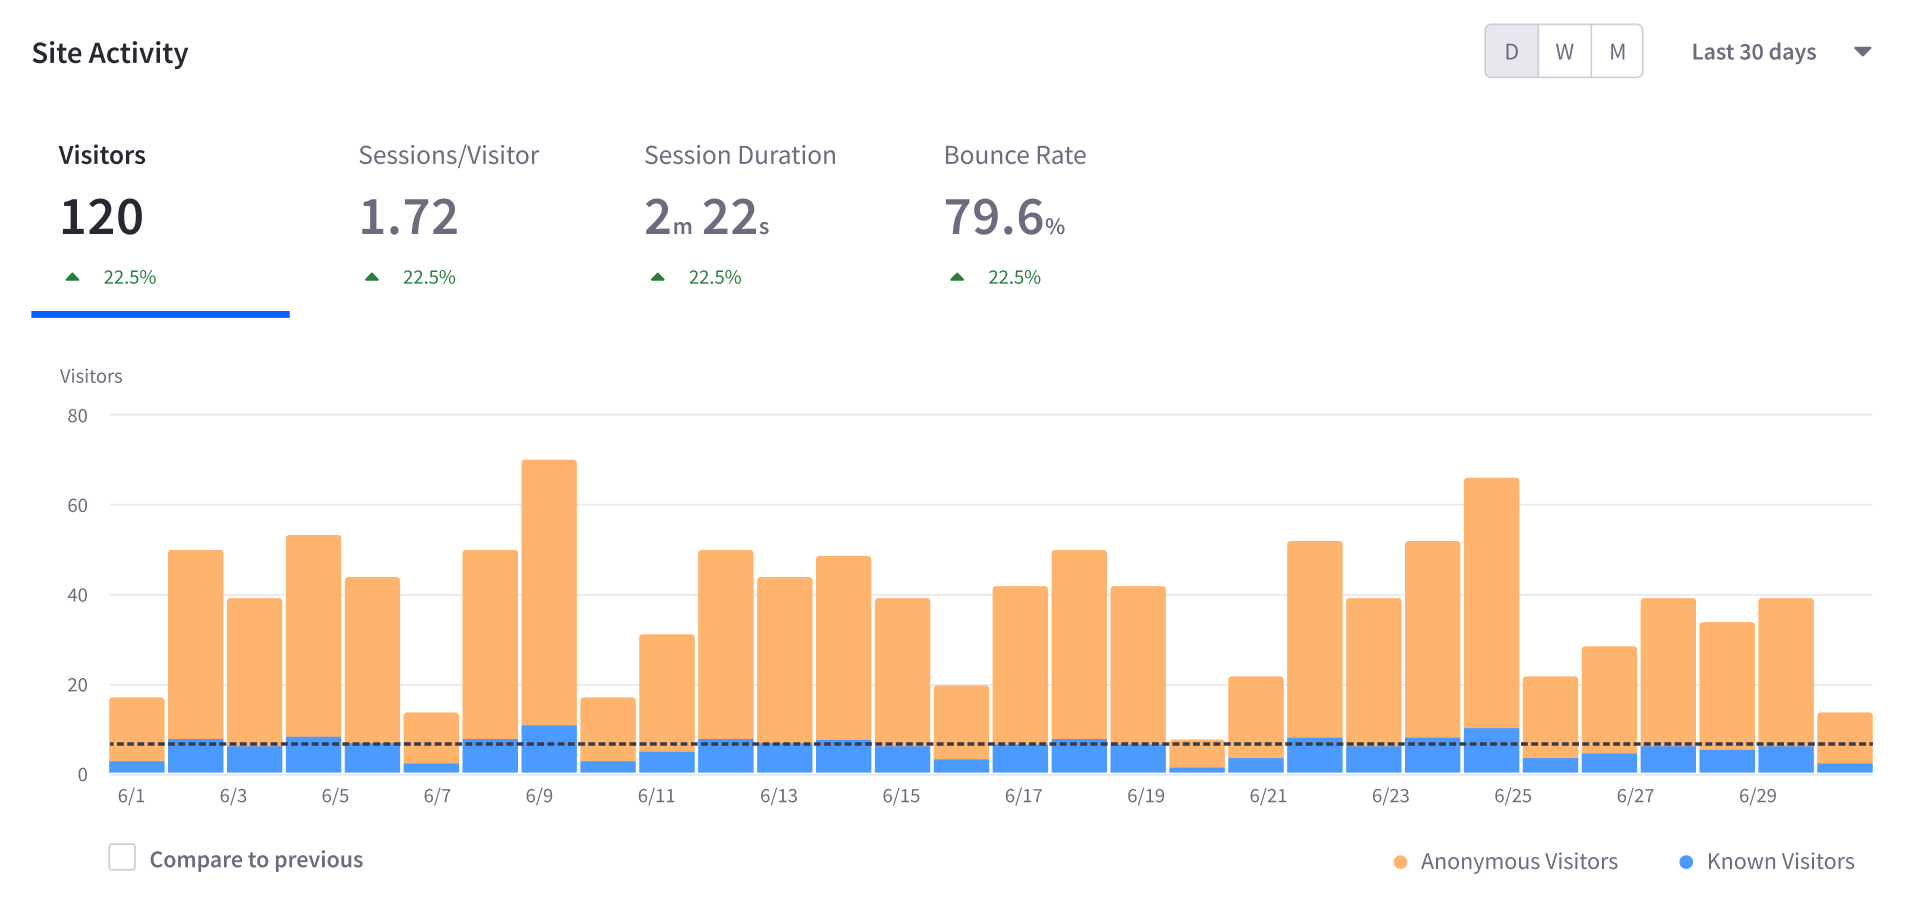 Site Activity
D W M
Last 30 days
Visitors
120
22.5%
Sessions/Visitor
1.72
22.5%
Session Duration
2m 22s
22.5%
Bounce Rate
79.6%
22.5%
Visitors
80
60
40
20
0
6/1 6/3 6/5 6/7 6/9 6/11 6/13 6/15 6/17 6/19 6/21 6/23 6/25 6/27 6/29
Compare to previous
Anonymous Visitors
Known Visitors